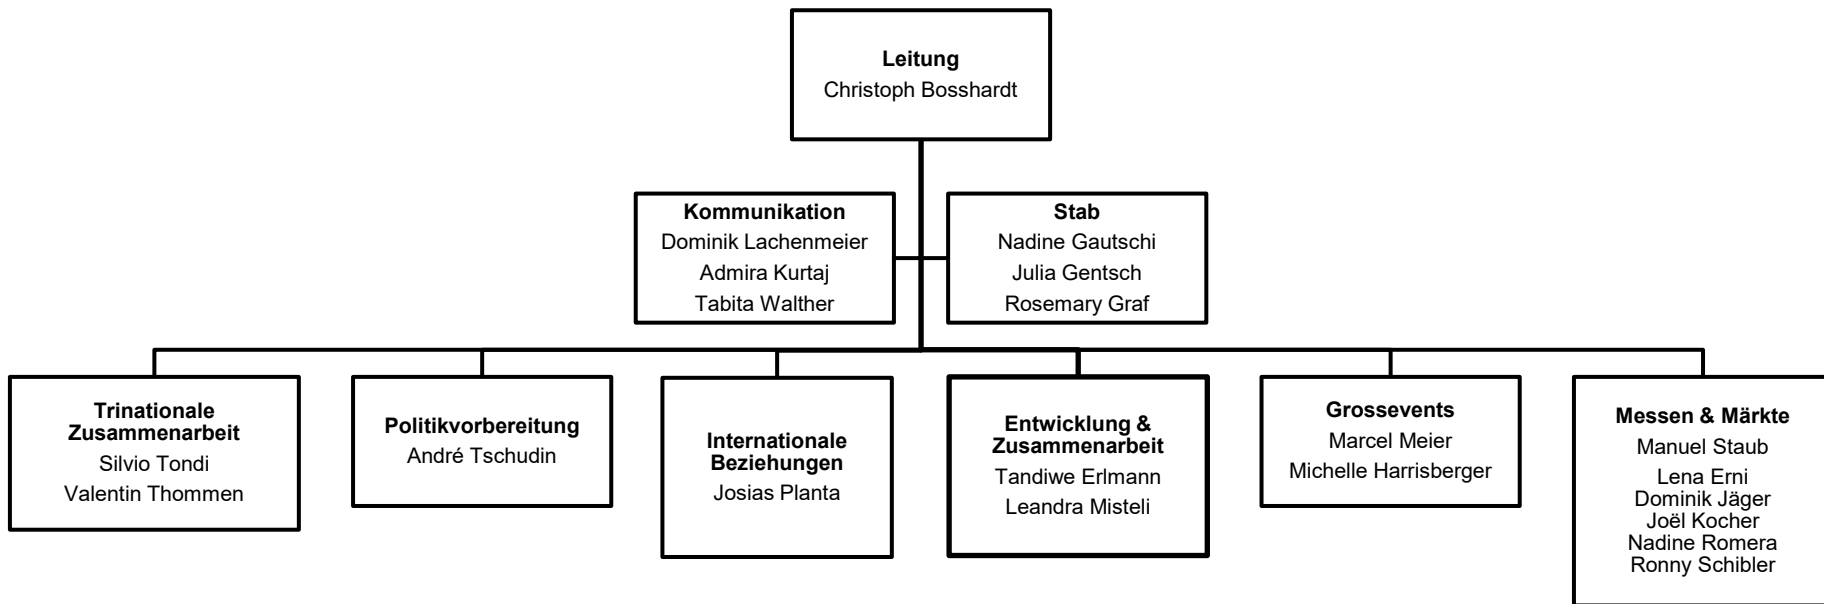 Leitung
Christoph Bosshardt
Kommunikation
Dominik Lachenmeier
Admira Kurtaj
Tabita Walther
Stab
Nadine Gautschi
Julia Gentsch
Rosemary Graf
Trinationale
Zusammenarbeit
Silvio Tondi
Valentin Thommen
Politikvorbereitung
André Tschudin
Internationale
Beziehungen
Josias Planta
Entwicklung &
Zusammenarbeit
Tandiwe Erlmann
Leandra Misteli
Grossevents
Marcel Meier
Michelle Harrisberger
Messen & Märkte
Manuel Staub
Lena Erni
Dominik Jäger
Joël Kocher
Nadine Romera
Ronny Schibler